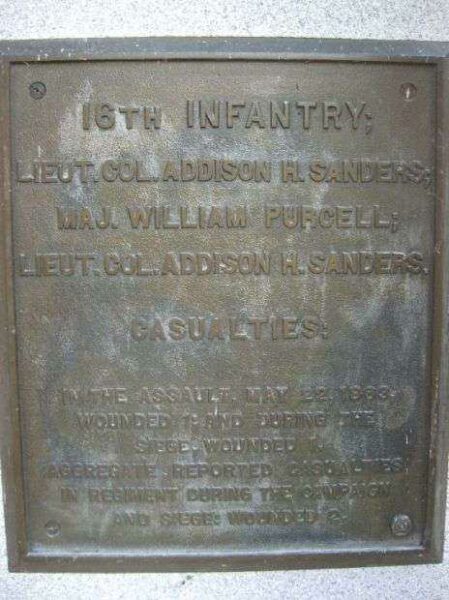 16TH INFANTRY;
LIEUT. COL. ADDISON H. SANDERS;
MAJ. WILLIAM PURCELL;
LIEUT. COL. ADDISON H. SANDERS.
CASUALTIES:
IN THE ASSAULT, MAY 22, 1863,
WOUNDED 1: AND DURING THE
SIEGE: WOUNDED 1.
AGGREGATE REPORTED CASUALTIES
IN REGIMENT DURING THE CAMPAIGN
AND SIEGE: WOUNDED 2.